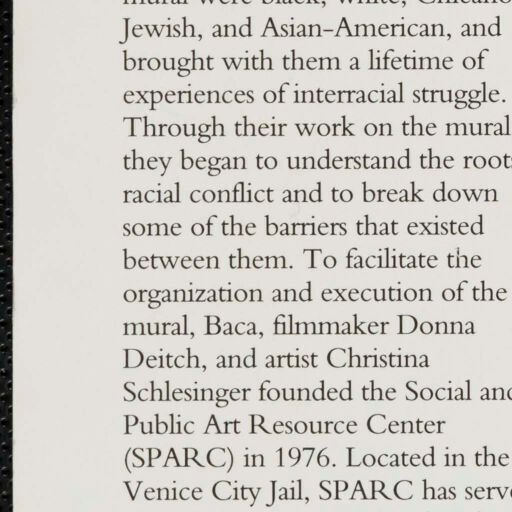 mural were black, white, Chicano
Jewish, and Asian-American, and
brought with them a lifetime of
experiences of interracial struggle.
Through their work on the mural
they began to understand the roots
racial conflict and to break down
some of the barriers that existed
between them. To facilitate the
organization and execution of the
mural, Baca, filmmaker Donna
Deitch, and artist Christina
Schlesinger founded the Social and
Public Art Resource Center
(SPARC) in 1976. Located in the
Venice City Jail, SPARC has serve